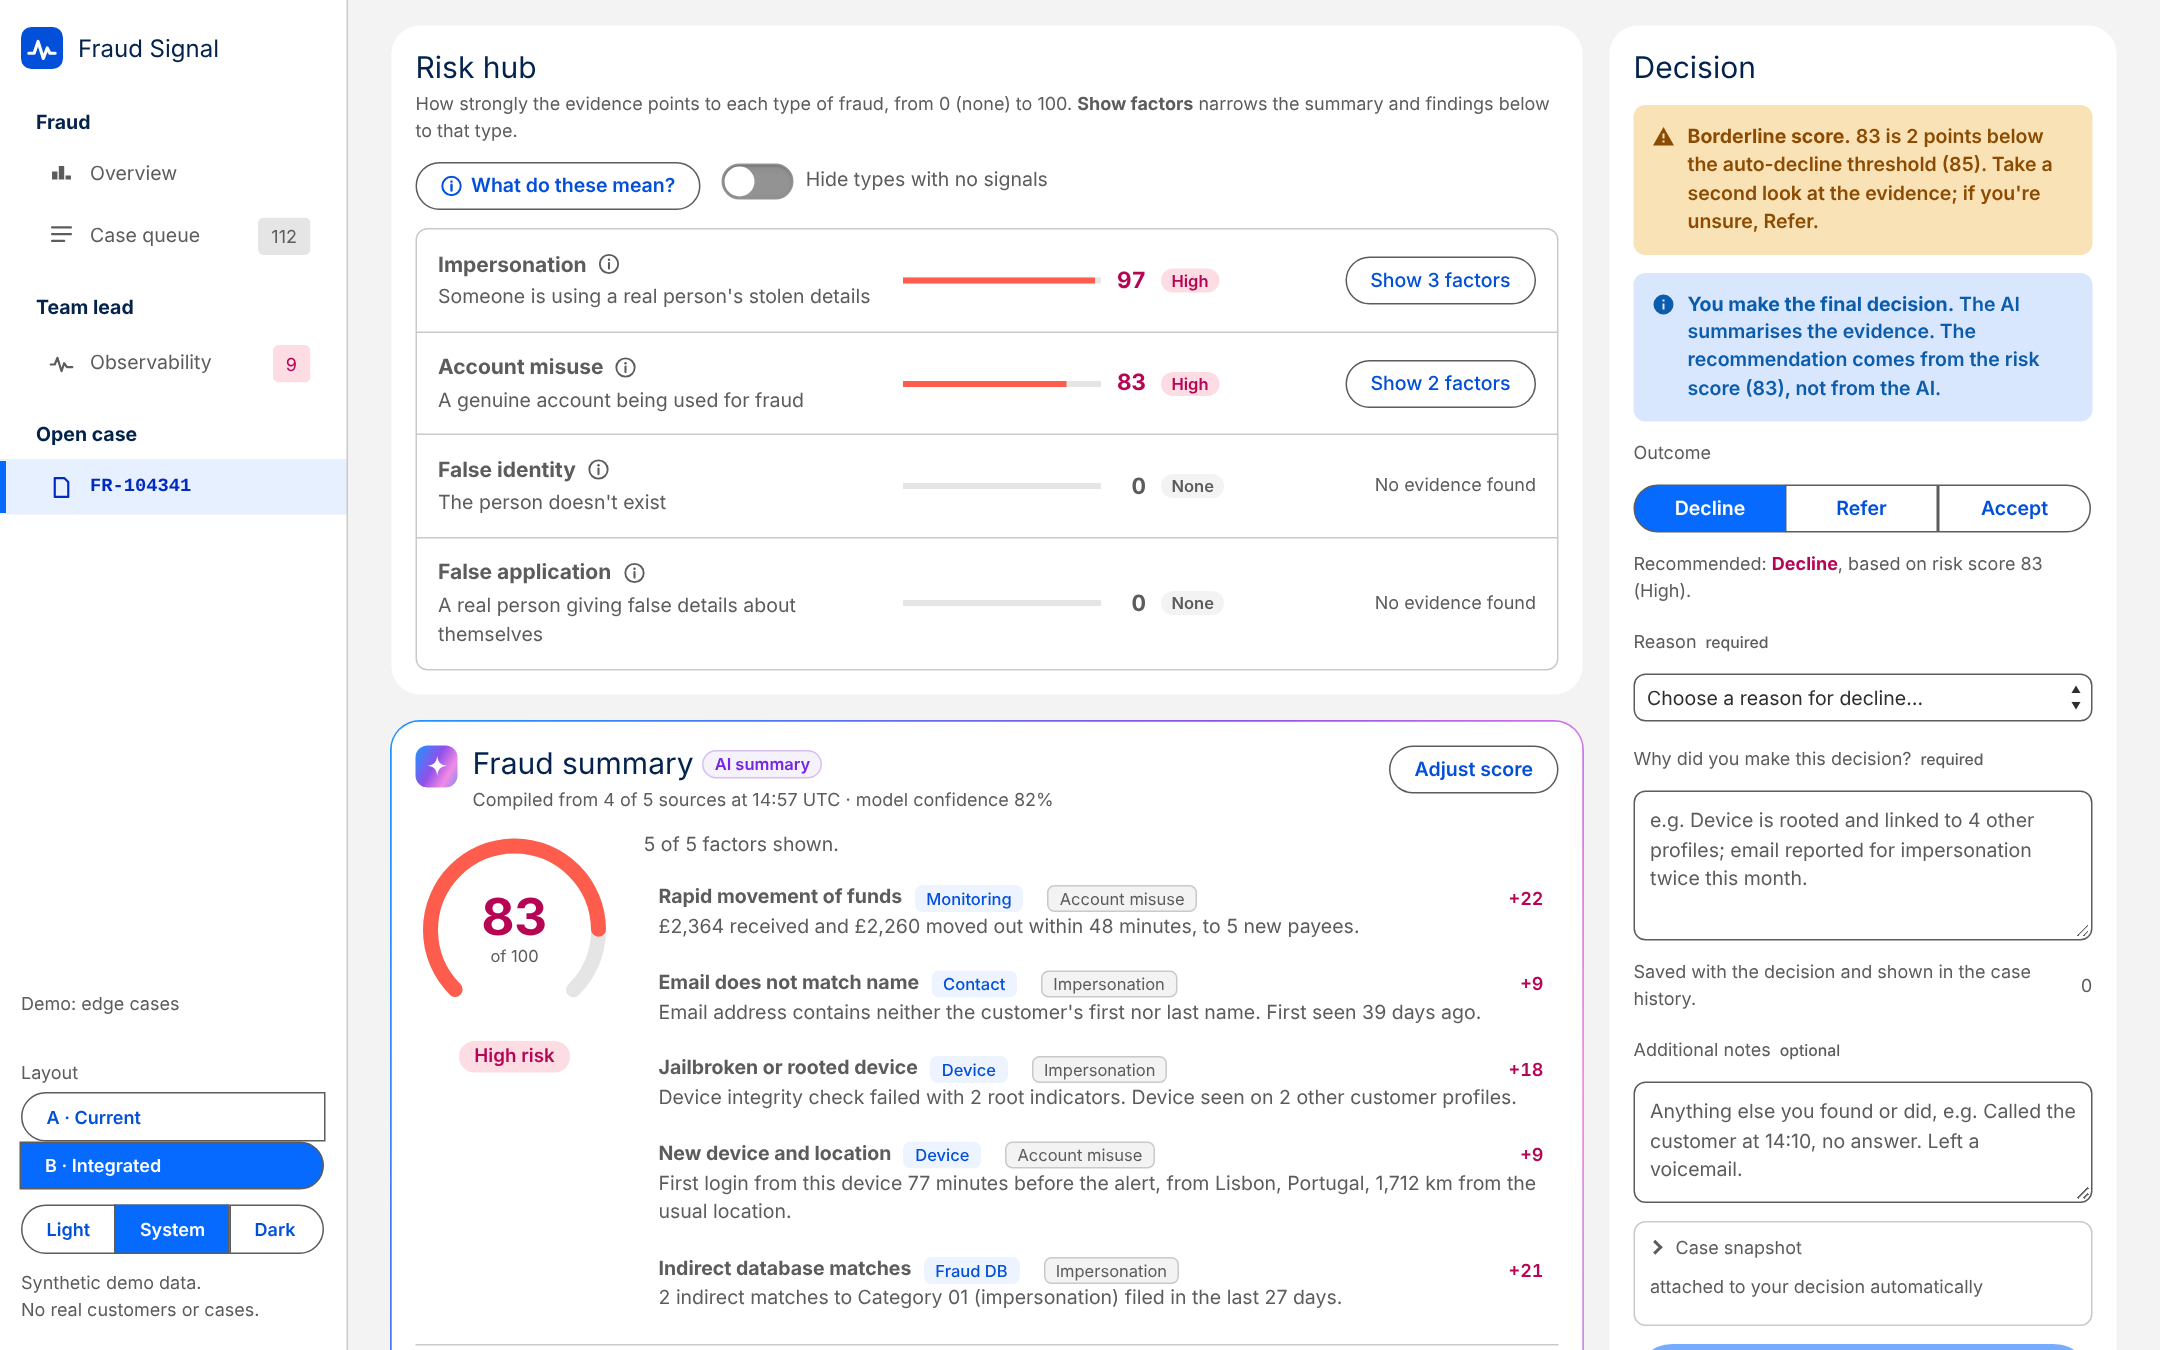 Fraud Signal
Fraud
Overview
Case queue
112
Team lead
Observability
9
Open case
FR-104341
Demo: edge cases
Layout
A · Current
B · Integrated
Light
System
Dark
Synthetic demo data.
No real customers or cases.
Risk hub
How strongly the evidence points to each type of fraud, from 0 (none) to 100. Show factors narrows the summary and findings below
to that type.
What do these mean?
Hide types with no signals
Impersonation
Someone is using a real person's stolen details
97
High
Show 3 factors
Account misuse
A genuine account being used for fraud
83
High
Show 2 factors
False identity
The person doesn't exist
0
None
No evidence found
False application
A real person giving false details about
themselves
0
None
No evidence found
Fraud summary
AI summary
Compiled from 4 of 5 sources at 14:57 UTC · model confidence 82%
Adjust score
83
of 100
High risk
5 of 5 factors shown.
Rapid movement of funds
Monitoring
Account misuse
+22
£2,364 received and £2,260 moved out within 48 minutes, to 5 new payees.
Email does not match name
Contact
Impersonation
+9
Email address contains neither the customer's first nor last name. First seen 39 days ago.
Jailbroken or rooted device
Device
Impersonation
+18
Device integrity check failed with 2 root indicators. Device seen on 2 other customer profiles.
New device and location
Device
Account misuse
+9
First login from this device 77 minutes before the alert, from Lisbon, Portugal, 1,712 km from the
usual location.
Indirect database matches
Fraud DB
Impersonation
+21
2 indirect matches to Category 01 (impersonation) filed in the last 27 days.
Decision
Borderline score. 83 is 2 points below
the auto-decline threshold (85). Take a
second look at the evidence; if you're
unsure, Refer.
You make the final decision. The AI
summarises the evidence. The
recommendation comes from the risk
score (83), not from the AI.
Outcome
Decline
Refer
Accept
Recommended: Decline, based on risk score 83
(High).
Reason required
Choose a reason for decline...
Why did you make this decision? required
e.g. Device is rooted and linked to 4 other
profiles; email reported for impersonation
twice this month.
Saved with the decision and shown in the case
history.
0
Additional notes optional
Anything else you found or did, e.g. Called the
customer at 14:10, no answer. Left a
voicemail.
Case snapshot
attached to your decision automatically